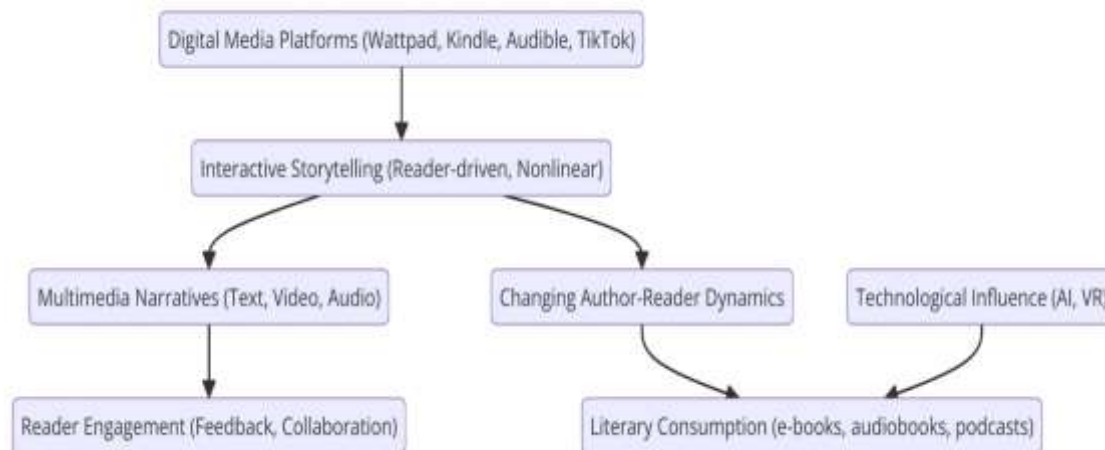 Digital Media Platforms (Wattpad, Kindle, Audible, TikTok)
Interactive Storytelling (Reader-driven, Nonlinear)
Multimedia Narratives (Text, Video, Audio)
Changing Author-Reader Dynamics
Technological Influence (AI, VR)
Reader Engagement (Feedback, Collaboration)
Literary Consumption (e-books, audiobooks, podcasts)